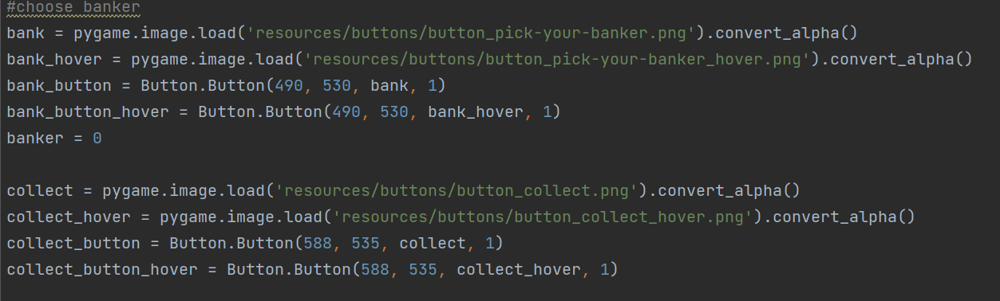 #choose banker
bank = pygame.image.load('resources/buttons/button_pick-your-banker.png').convert_alpha()
bank_hover = pygame.image.load('resources/buttons/button_pick-your-banker_hover.png').convert_alpha()
bank_button = Button.Button(490, 530, bank, 1)
bank_button_hover = Button.Button(490, 530, bank_hover, 1)
banker = 0
collect = pygame.image.load('resources/buttons/button_collect.png').convert_alpha()
collect_hover = pygame.image.load('resources/buttons/button_collect_hover.png').convert_alpha()
collect_button = Button.Button(588, 535, collect, 1)
collect_button_hover = Button.Button(588, 535, collect_hover, 1)